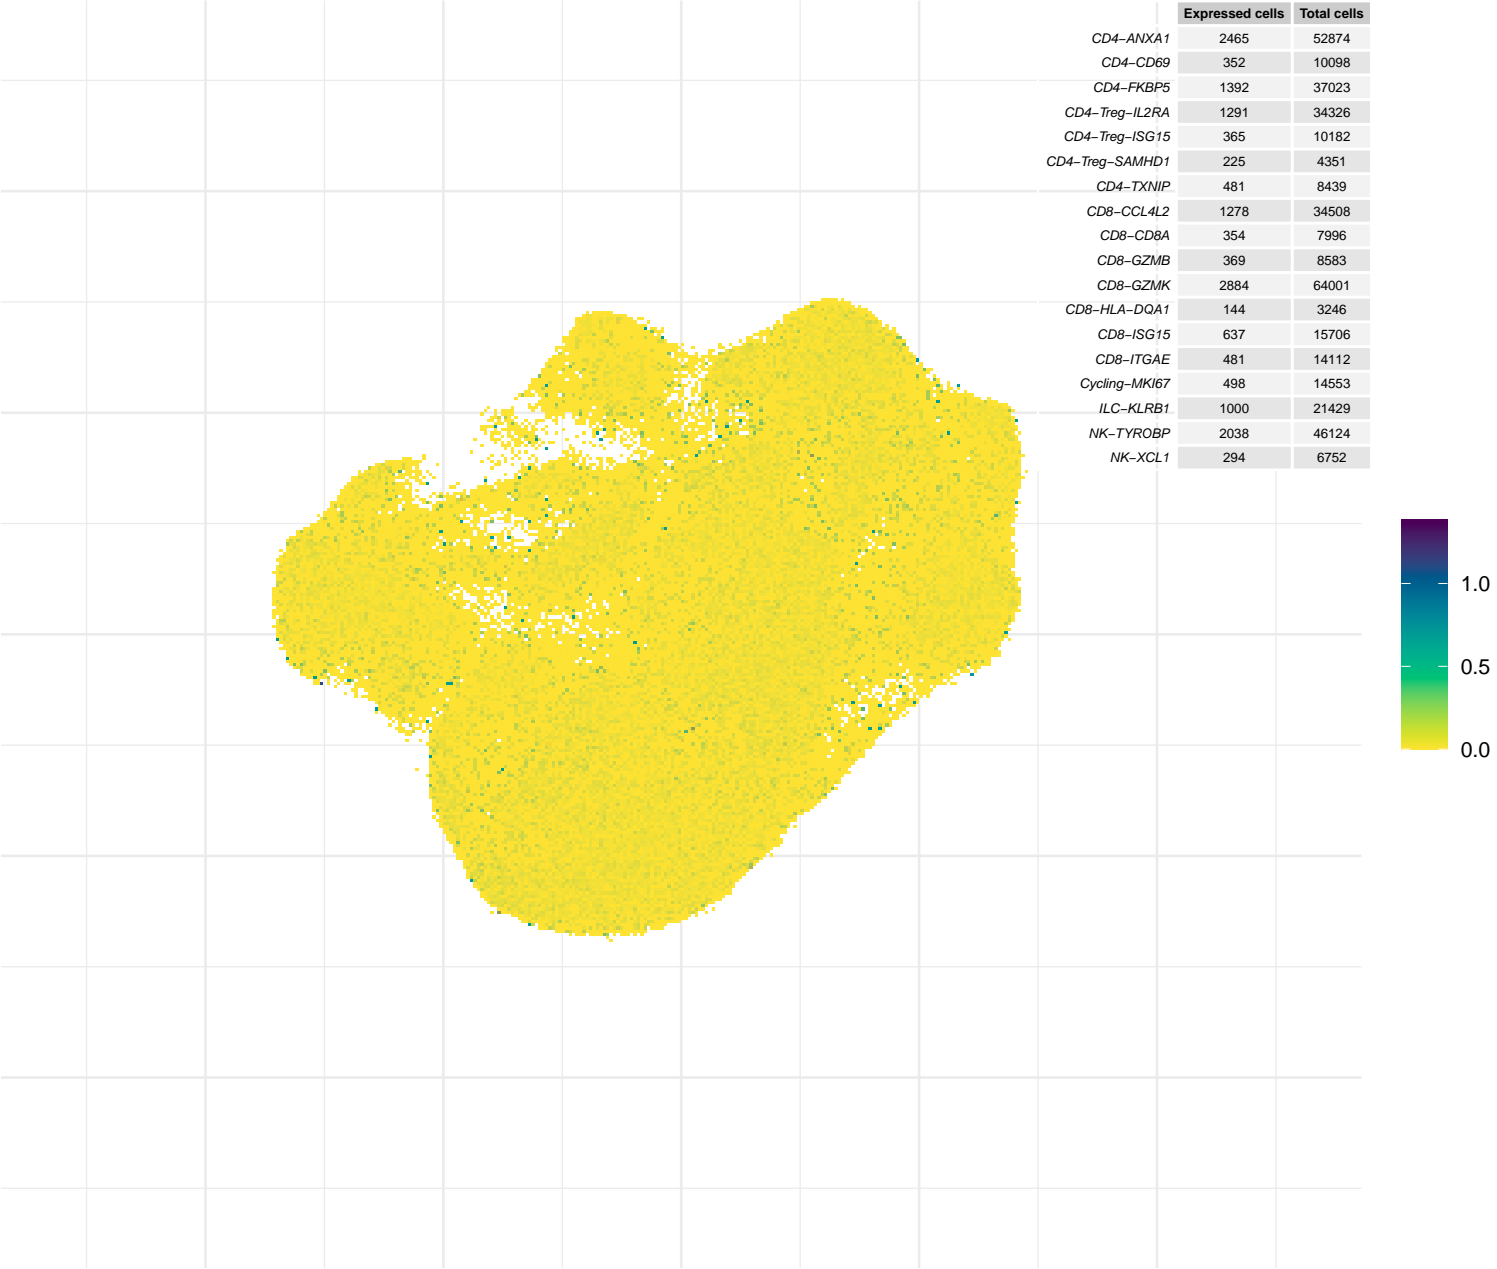 Expressed cells Total cells
CD4−ANXA1 2465 52874
CD4−CD69 352 10098
CD4−FKBP5 1392 37023
CD4−Treg−IL2RA 1291 34326
CD4−Treg−ISG15 365 10182
CD4−Treg−SAMHD1 225 4351
CD4−TXNIP 481 8439
CD8−CCL4L2 1278 34508
CD8−CD8A 354 7996
CD8−GZMB 369 8583
CD8−GZMK 2884 64001
CD8−HLA−DQA1 144 3246
CD8−ISG15 637 15706
CD8−ITGAE 481 14112
Cycling−MKI67 498 14553
ILC−KLRB1 1000 21429
NK−TYROBP 2038 46124
NK−XCL1 294 6752
1.0
0.5
0.0